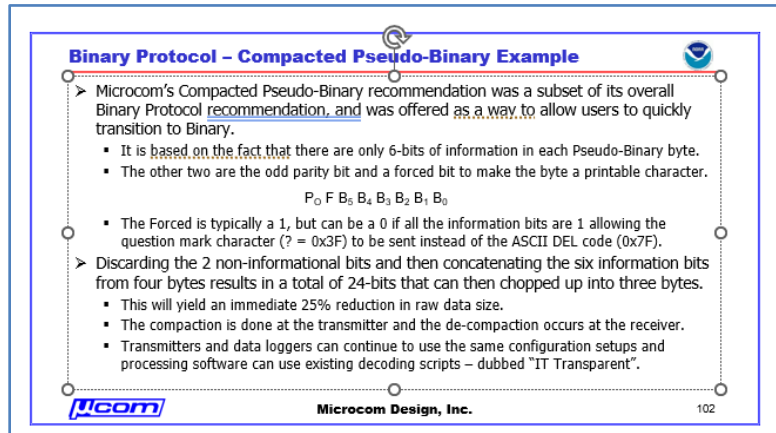 Binary Protocol – Compacted Pseudo-Binary Example
➢ Microcom's Compacted Pseudo-Binary recommendation was a subset of its overall
Binary Protocol recommendation, and was offered as a way to allow users to quickly
transition to Binary.
▪ It is based on the fact that there are only 6-bits of information in each Pseudo-Binary byte.
▪ The other two are the odd parity bit and a forced bit to make the byte a printable character.
P₀ F B₅ B₄ B₃ B₂ B₁ B₀
▪ The Forced is typically a 1, but can be a 0 if all the information bits are 1 allowing the
question mark character (? = 0x3F) to be sent instead of the ASCII DEL code (0x7F).
➢ Discarding the 2 non-informational bits and then concatenating the six information bits
from four bytes results in a total of 24-bits that can then chopped up into three bytes.
▪ This will yield an immediate 25% reduction in raw data size.
▪ The compaction is done at the transmitter and the de-compaction occurs at the receiver.
▪ Transmitters and data loggers can continue to use the same configuration setups and
processing software can use existing decoding scripts – dubbed "IT Transparent".
µcom
Microcom Design, Inc.
102